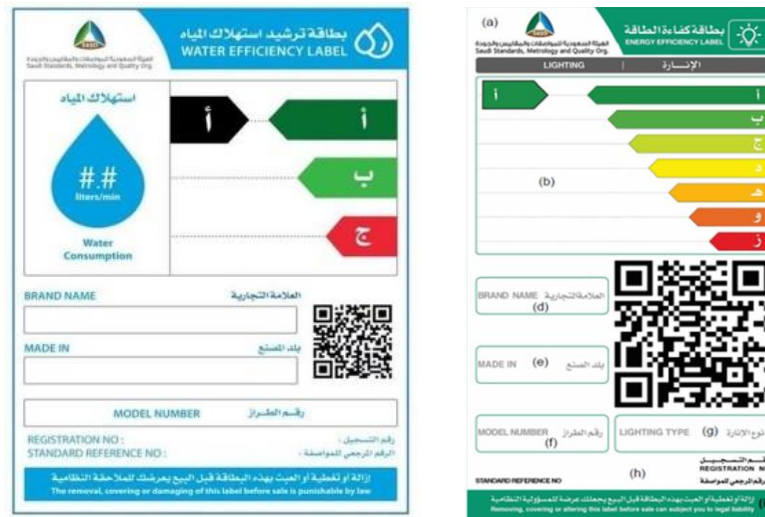 بطاقة ترشيد استهلاك المياه
WATER EFFICIENCY LABEL
SASO
الهيئة السعودية للمواصفات والمقاييس والجودة
Saudi Standards, Metrology and Quality Org.
استهلاك المياه
##.#
liters/min
Water
Consumption
أ
أ
ب
ج
BRAND NAME
العلامة التجارية
MADE IN
بلد الصنع
MODEL NUMBER
رقم الطراز
REGISTRATION NO :
رقم التسجيل :
STANDARD REFERENCE NO :
الرقم المرجعي للمواصفة :
إزالة أو تغطية أو العبث بهذه البطاقة قبل البيع يعرضك للملاحقة النظامية
The removal, covering or damaging of this label before sale is punishable by law
(a)
SASO
الهيئة السعودية للمواصفات والمقاييس والجودة
Saudi Standards, Metrology and Quality Org.
بطاقة كفاءة الطاقة
ENERGY EFFICIENCY LABEL
LIGHTING | الإنـــارة
أ
أ
ب
ج
د
هـ
و
ز
(b)
BRAND NAME العلامة التجارية
(d)
MADE IN (e) بلد الصنع
MODEL NUMBER رقم الطراز
(f)
LIGHTING TYPE (g) نوع الإنارة
REGISTRATION N
(h)
STANDARD REFERENCE NO
رقم المرجعي للمواصفة
إزالة أو تغطية أو العبث بهذه البطاقة قبل البيع يجعلك عرضة للمسؤولية النظامية
Removing, covering or altering this label before sale can subject you to legal liability